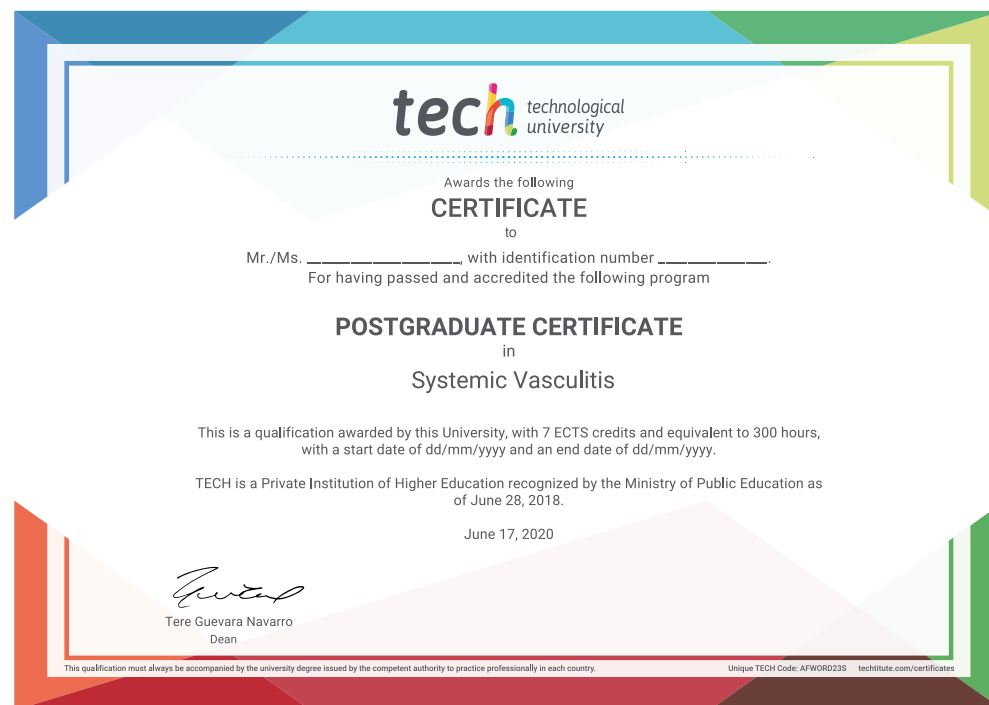 tech technological
university
Awards the following
CERTIFICATE
to
Mr./Ms. ____________________, with identification number ______________.
For having passed and accredited the following program
POSTGRADUATE CERTIFICATE
in
Systemic Vasculitis
This is a qualification awarded by this University, with 7 ECTS credits and equivalent to 300 hours,
with a start date of dd/mm/yyyy and an end date of dd/mm/yyyy.
TECH is a Private Institution of Higher Education recognized by the Ministry of Public Education as
of June 28, 2018.
June 17, 2020
Tere Guevara Navarro
Dean
This qualification must always be accompanied by the university degree issued by the competent authority to practice professionally in each country.
Unique TECH Code: AFWORD23S techtitute.com/certificates